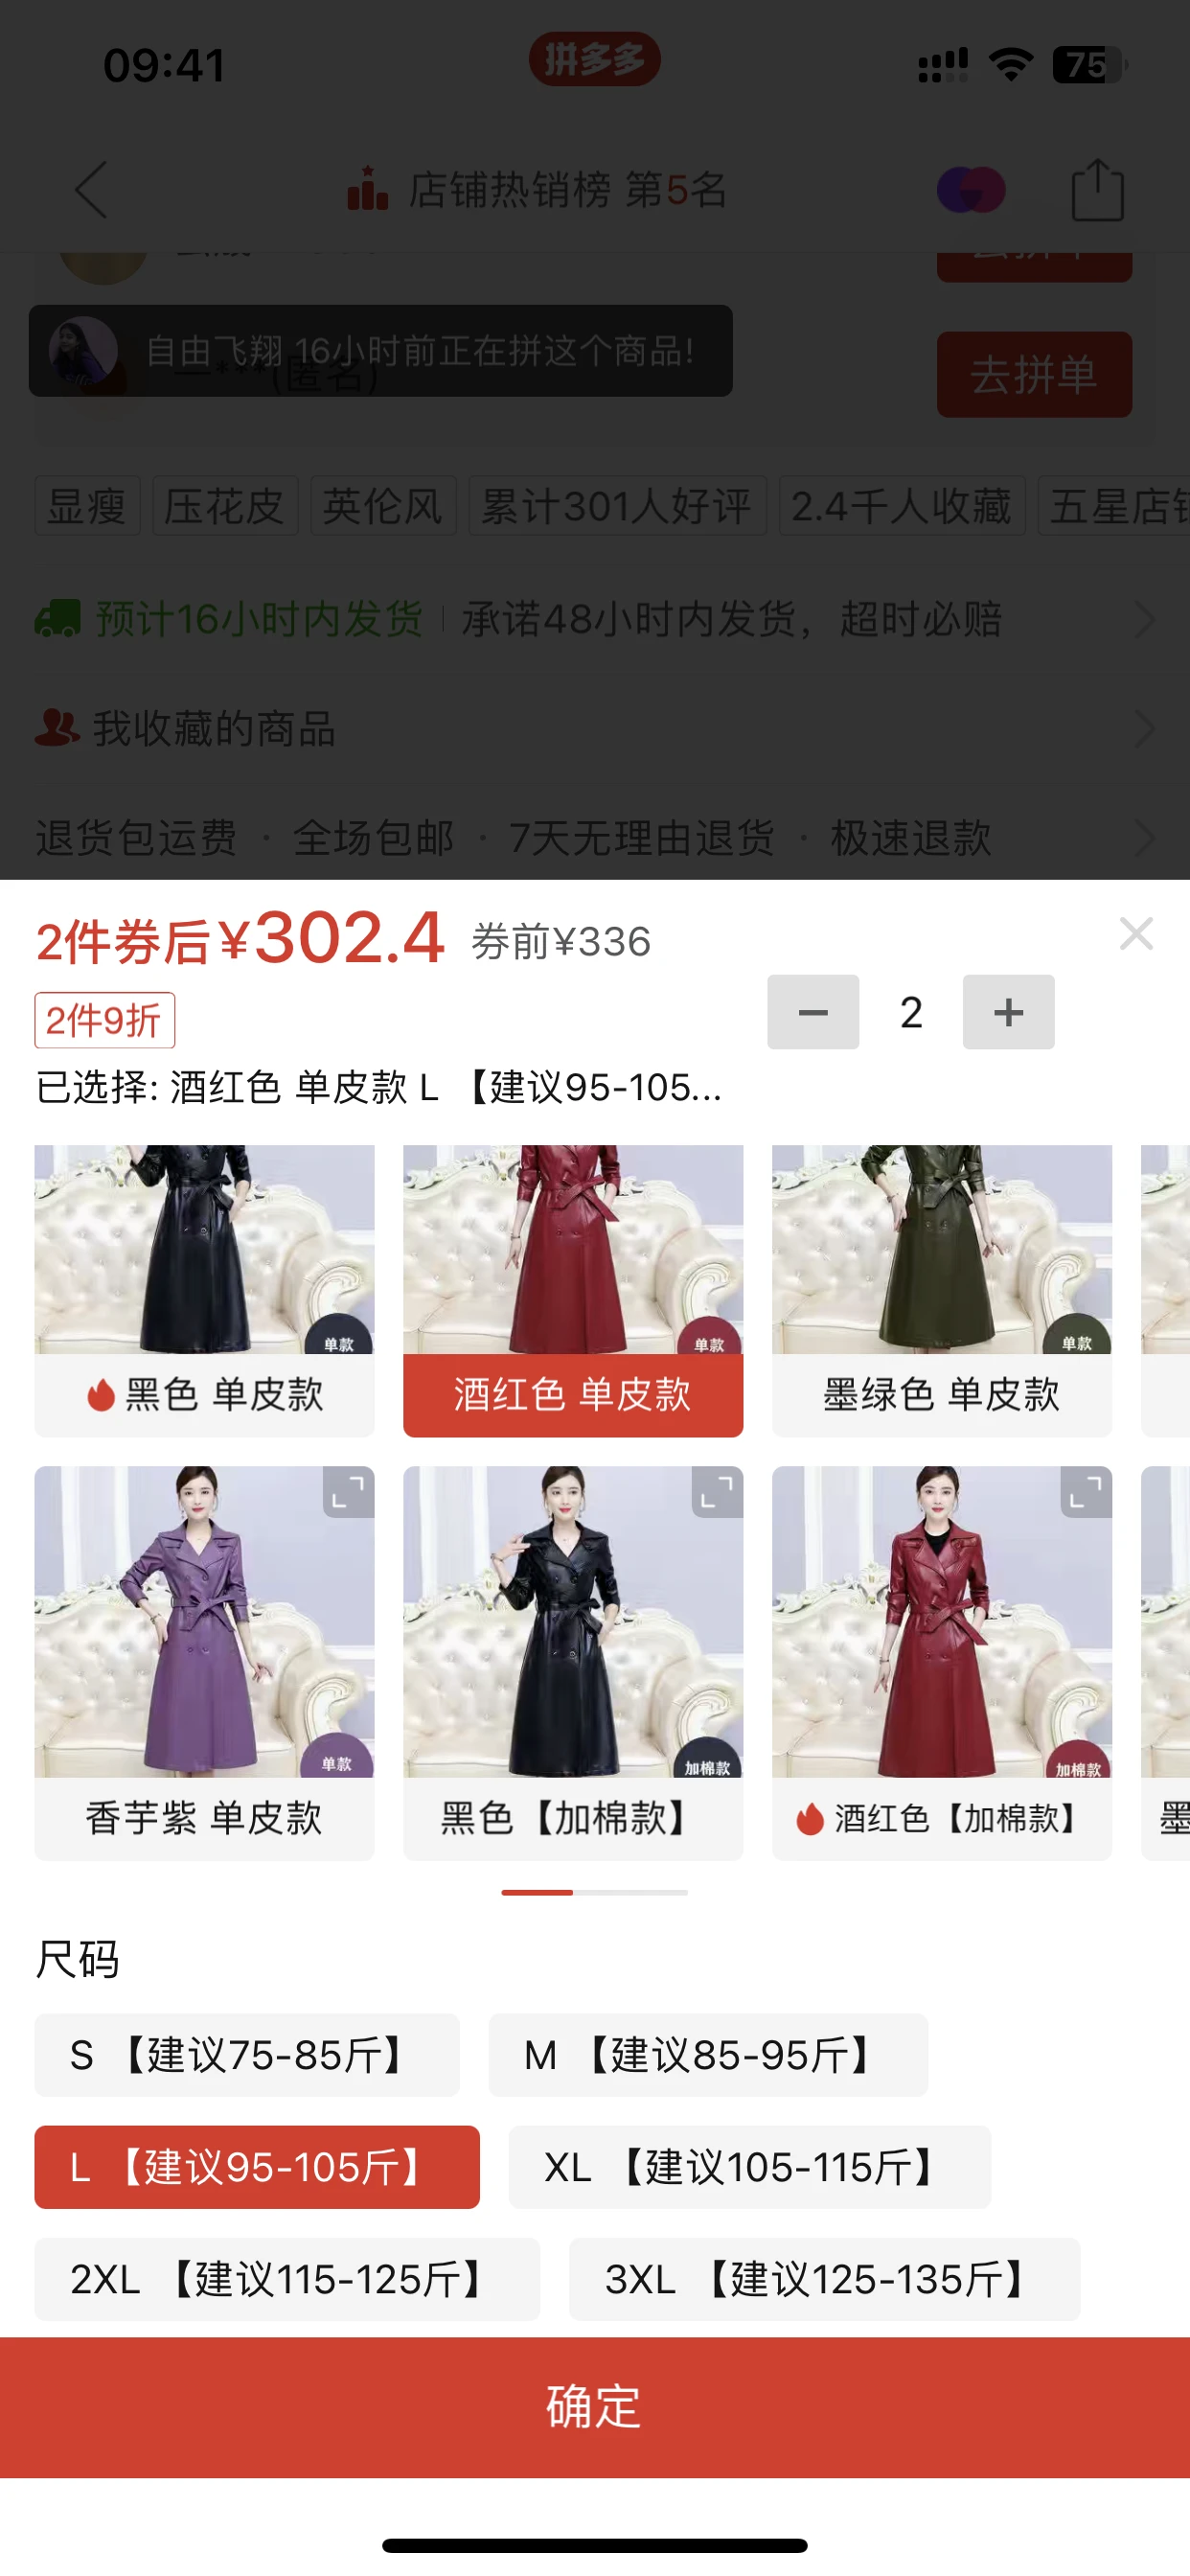 09:41
拼多多
75
店铺热销榜 第5名
自由飞翔 16小时前正在拼这个商品!
***(匿名)
去拼单
显瘦
压花皮
英伦风
累计301人好评
2.4千人收藏
五星店
预计16小时内发货
承诺48小时内发货，超时必赔
我收藏的商品
退货包运费 · 全场包邮 · 7天无理由退货 · 极速退款
2件券后¥302.4 券前¥336
2件9折
2
已选择: 酒红色 单皮款 L 【建议95-105...
单款
单款
单款
黑色 单皮款
酒红色 单皮款
墨绿色 单皮款
单款
加棉款
加棉款
香芋紫 单皮款
黑色【加棉款】
酒红色【加棉款】
墨
尺码
S 【建议75-85斤】
M 【建议85-95斤】
L 【建议95-105斤】
XL 【建议105-115斤】
2XL 【建议115-125斤】
3XL 【建议125-135斤】
确定